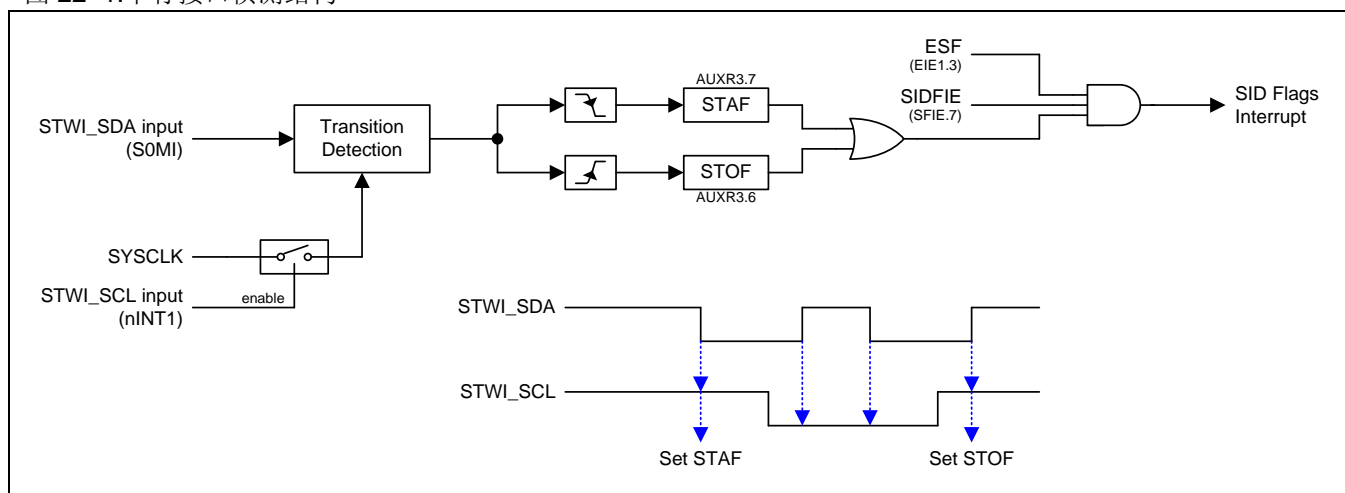 ESF
(EIE1.3)
SIDFIE
(SFIE.7)
AUXR3.7
STAF
STOF
AUXR3.6
STWI_SDA input
(S0MI)
Transition
Detection
SID Flags
Interrupt
SYSCLK
STWI_SCL input
(nINT1)
enable
STWI_SDA
STWI_SCL
Set STAF
Set STOF